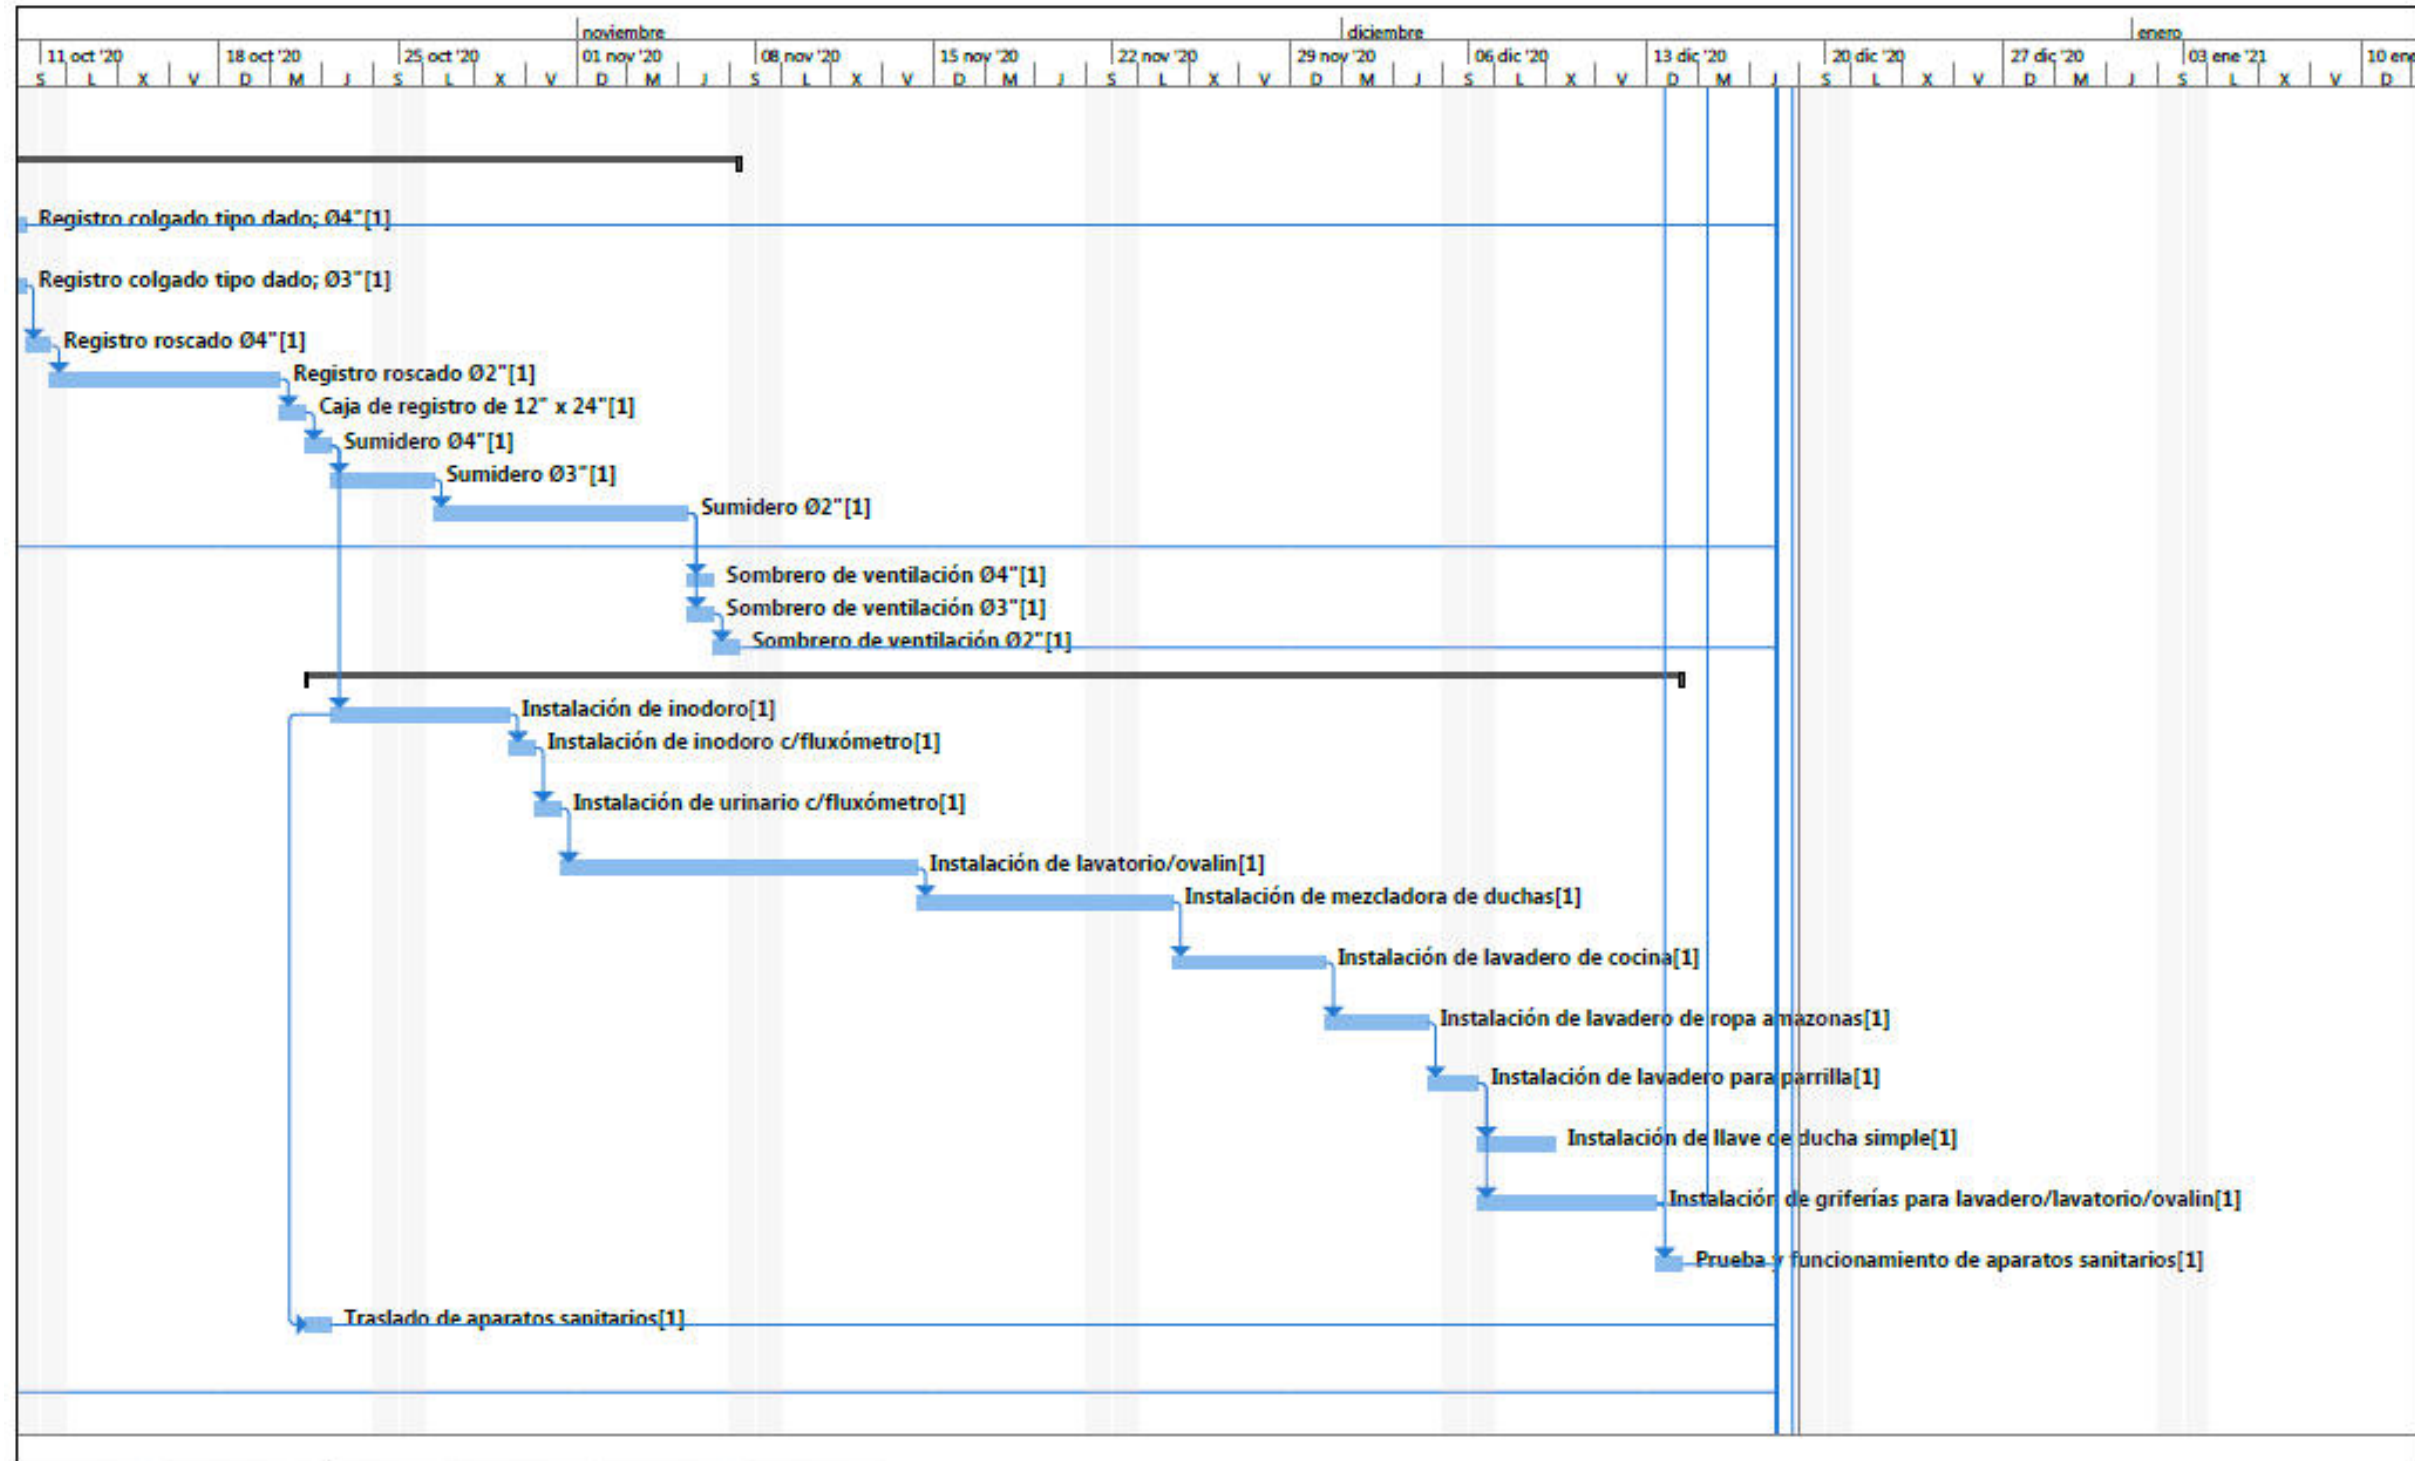 noviembre diciembre enero
11 oct '20 18 oct '20 25 oct '20 01 nov '20 08 nov '20 15 nov '20 22 nov '20 29 nov '20 06 dic '20 13 dic '20 20 dic '20 27 dic '20 03 ene '21 10 ene
S L X V D M J S L X V D M J S L X V D M J S L X V D M J S L X V D M J S L X V D M J S L X V D
Registro colgado tipo dado; Ø4"[1]
Registro colgado tipo dado; Ø3"[1]
Registro roscado Ø4"[1]
Registro roscado Ø2"[1]
Caja de registro de 12" x 24"[1]
Sumidero Ø4"[1]
Sumidero Ø3"[1]
Sumidero Ø2"[1]
Sombrero de ventilación Ø4"[1]
Sombrero de ventilación Ø3"[1]
Sombrero de ventilación Ø2"[1]
Instalación de inodoro[1]
Instalación de inodoro c/fluxómetro[1]
Instalación de urinario c/fluxómetro[1]
Instalación de lavatorio/ovalin[1]
Instalación de mezcladora de duchas[1]
Instalación de lavadero de cocina[1]
Instalación de lavadero de ropa amazonas[1]
Instalación de lavadero para parrilla[1]
Instalación de llave de ducha simple[1]
Instalación de griferías para lavadero/lavatorio/ovalin[1]
Prueba y funcionamiento de aparatos sanitarios[1]
Traslado de aparatos sanitarios[1]